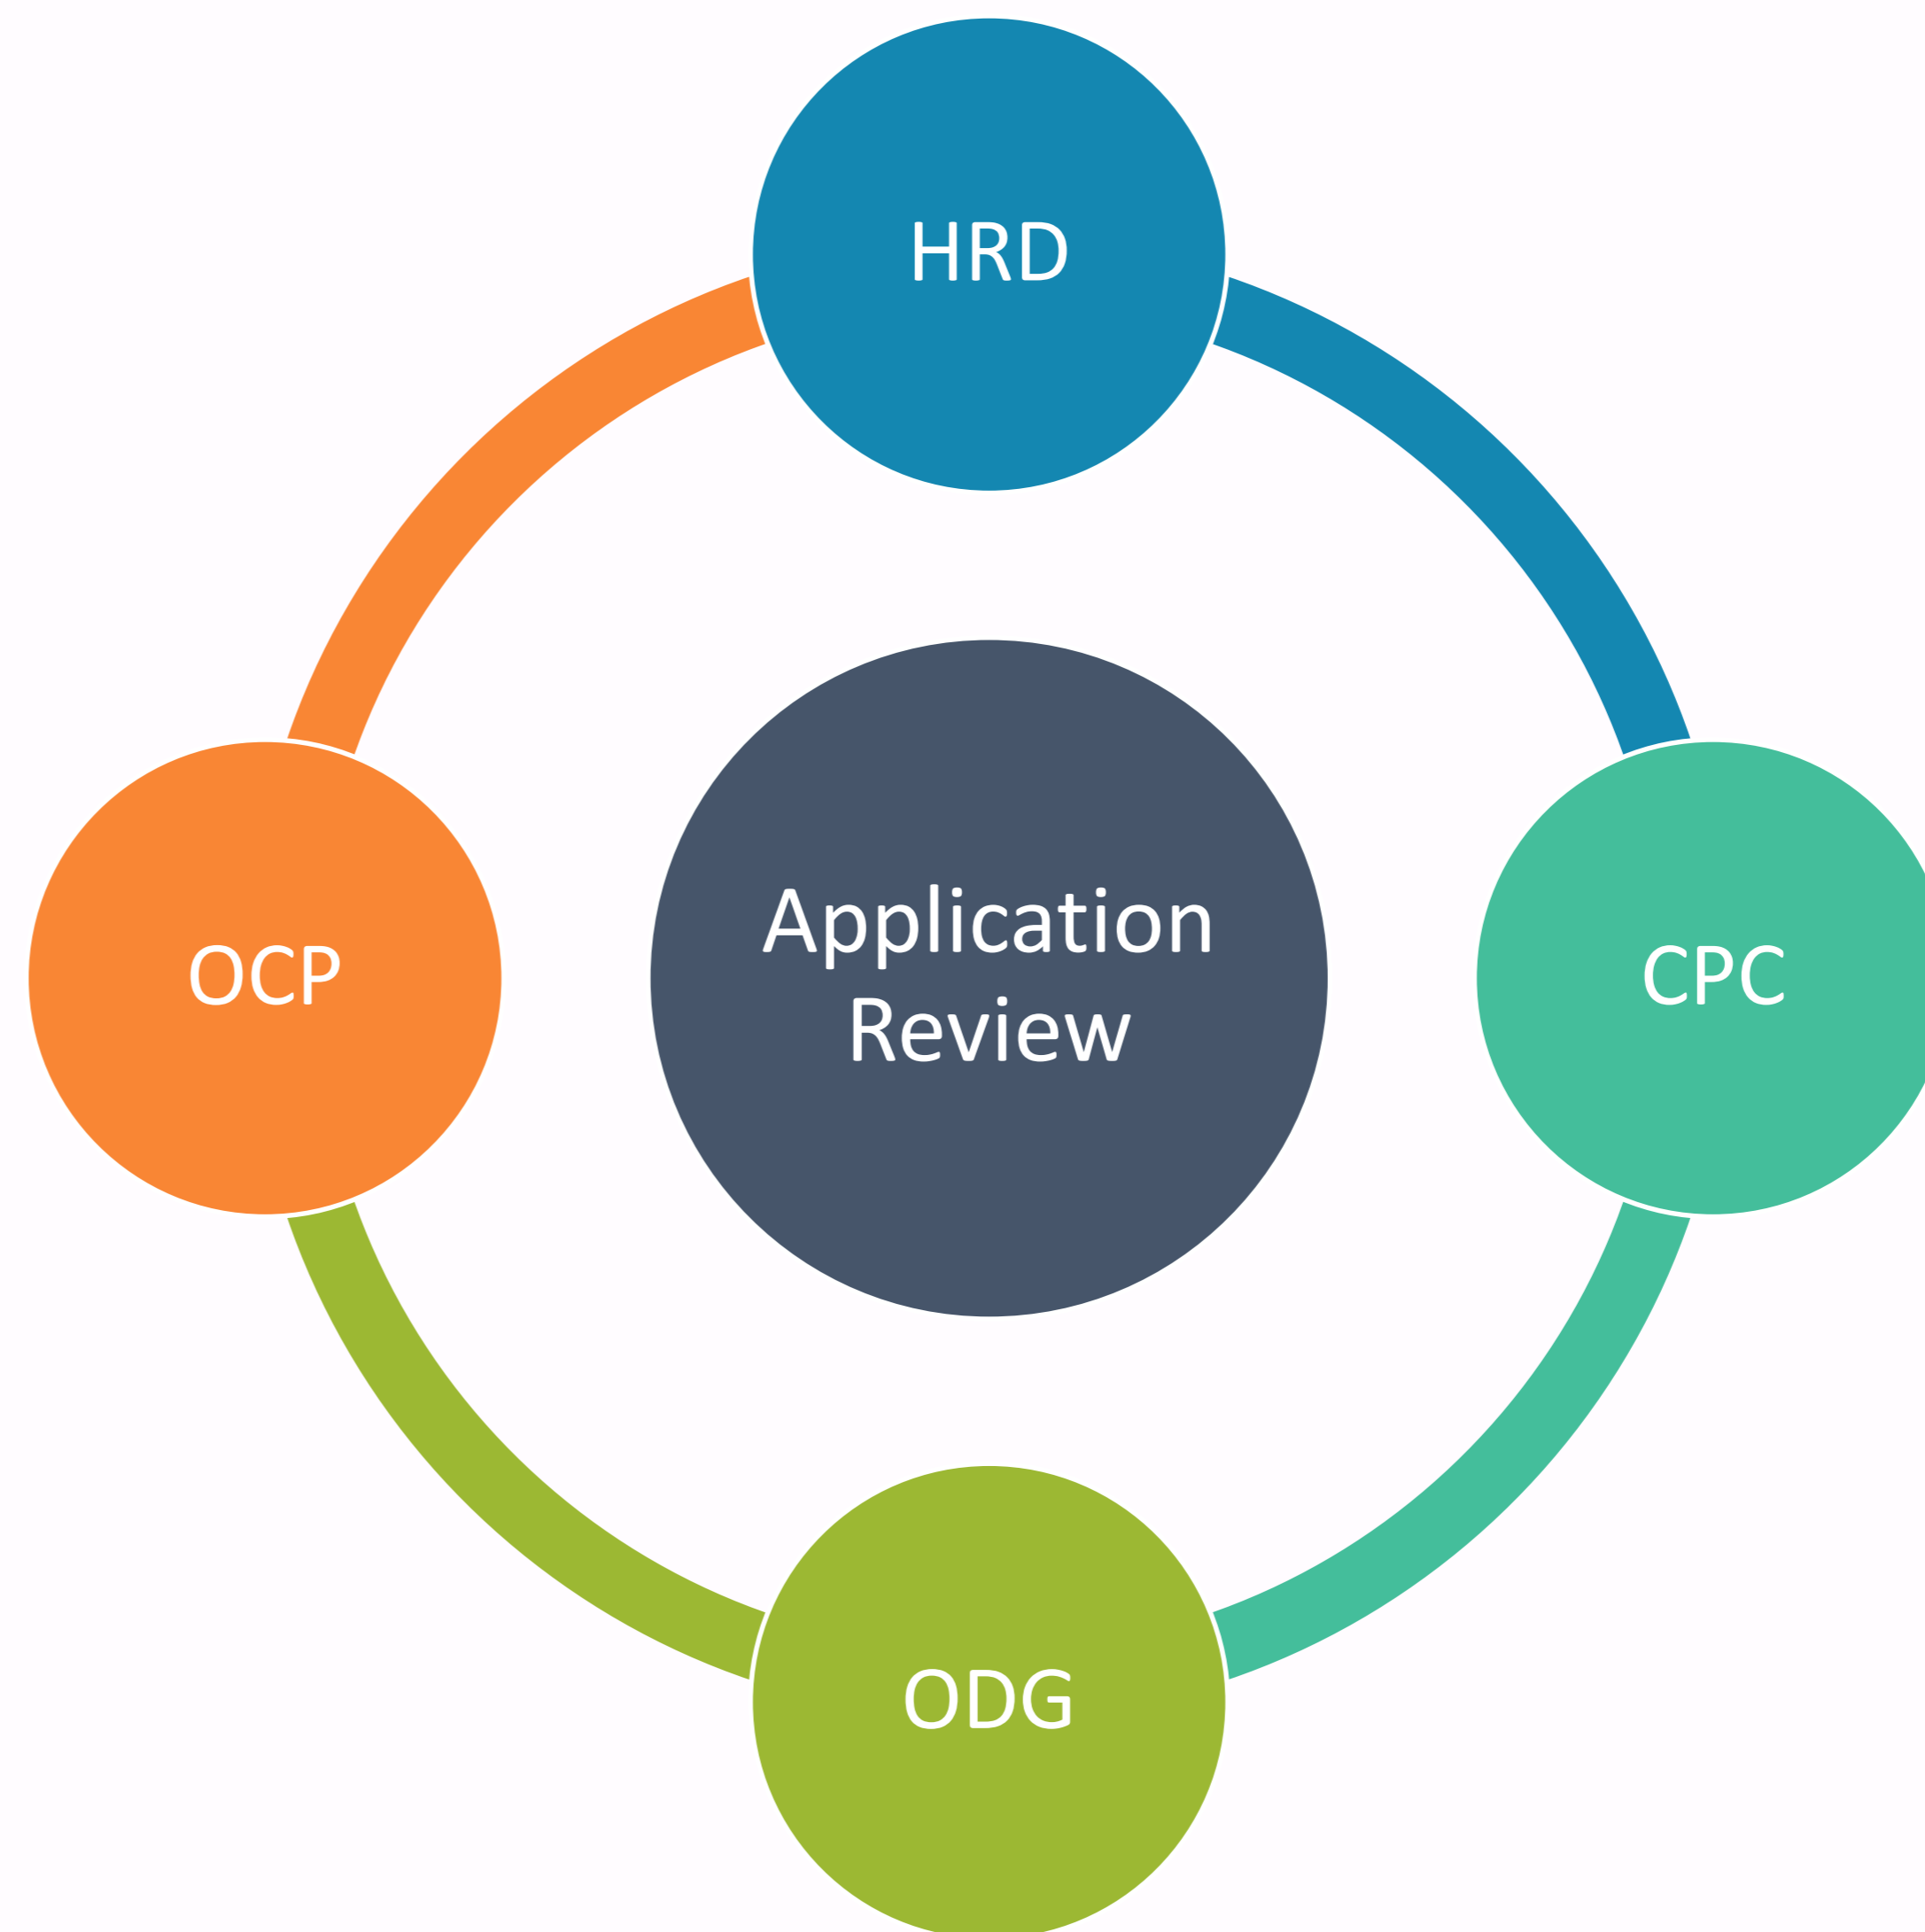 HRD
OCP
Application
Review
CPC
ODG